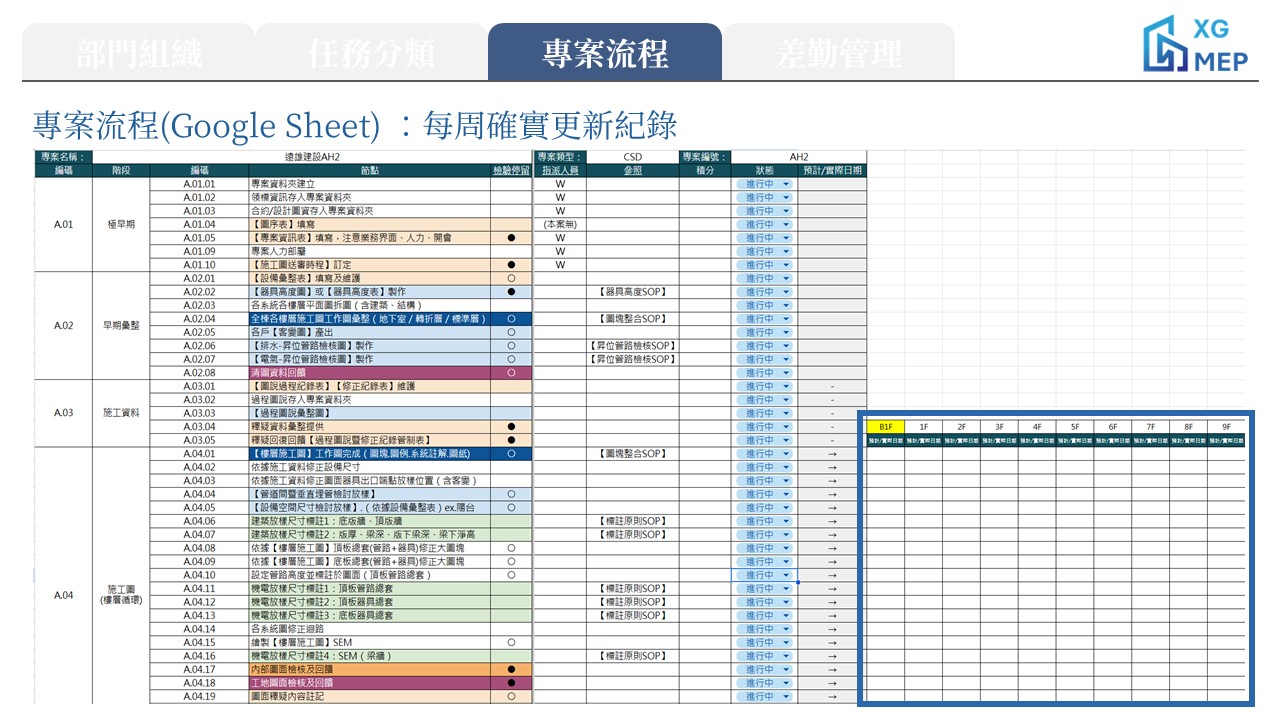 部門組織 任務分類 專案流程 差勤管理
XG
MEP
專案流程(Google Sheet) ：每周確實更新紀錄
專案名稱： 遠雄建設AH2 專案類型： CSD 專案編號： AH2
編碼 階段 編碼 節點 檢驗停留 指派人員 參照 積分 狀態 預計/實際日期
A.01 極早期
A.01.01 專案資料夾建立 W 進行中
A.01.02 領標資訊存入專案資料夾 W 進行中
A.01.03 合約/設計圖資存入專案資料夾 W 進行中
A.01.04 【圖序表】填寫 (本案無) 進行中
A.01.05 【專案資訊表】填寫，注意業務界面、人力、開會 ● W 進行中
A.01.09 專案人力部屬 W 進行中
A.01.10 【施工圖送審時程】訂定 ● W 進行中
A.02 早期彙整
A.02.01 【設備彙整表】填寫及維護 ○ 進行中
A.02.02 【器具高度圖】或【器具高度表】製作 ● 【器具高度SOP】 進行中
A.02.03 各系統各樓層平面圖拆圖（含建築、結構） 進行中
A.02.04 全棟各樓層施工圖工作圖彙整（地下室／轉折層／標準層） ○ 【圖塊整合SOP】 進行中
A.02.05 各戶【客變圖】產出 ○ 進行中
A.02.06 【排水-昇位管路檢核圖】製作 ○ 【昇位管路檢核SOP】 進行中
A.02.07 【電氣-昇位管路檢核圖】製作 ○ 【昇位管路檢核SOP】 進行中
A.02.08 清圖資料回饋 ○ 進行中
A.03 施工資料
A.03.01 【圖說過程紀錄表】【修正紀錄表】維護 進行中 -
A.03.02 過程圖說存入專案資料夾 進行中 -
A.03.03 【過程圖說彙整圖】 進行中 -
A.03.04 釋疑資料彙整提供 ● 進行中 -
A.03.05 釋疑回復回饋【過程圖說暨修正紀錄管制表】 ● 進行中 -
B1F 1F 2F 3F 4F 5F 6F 7F 8F 9F
預計/實際日期 預計/實際日期 預計/實際日期 預計/實際日期 預計/實際日期 預計/實際日期 預計/實際日期 預計/實際日期 預計/實際日期 預計/實際日期
A.04 施工圖
(樓層循環)
A.04.01 【樓層施工圖】工作圖完成（圖塊.圖例.系統註解.圖紙) ○ 【圖塊整合SOP】 進行中 →
A.04.02 依據施工資料修正設備尺寸 進行中 →
A.04.03 依據施工資料修正圖面器具出口端點放樣位置（含客變） 進行中 →
A.04.04 【管道間暨垂直埋管檢討放樣】 ○ 進行中 →
A.04.05 【設備空間尺寸檢討放樣】.（依據設備彙整表）ex.陽台 ○ 進行中 →
A.04.06 建築放樣尺寸標註1：底版牆、頂版牆 【標註原則SOP】 進行中 →
A.04.07 建築放樣尺寸標註2：版厚、梁深、版下梁深、梁下淨高 【標註原則SOP】 進行中 →
A.04.08 依據【樓層施工圖】頂板總套(管路+器具)修正大圖塊 ○ 進行中 →
A.04.09 依據【樓層施工圖】底板總套(管路+器具)修正大圖塊 ○ 進行中 →
A.04.10 設定管路高度並標註於圖面（頂板管路總套） ○ 進行中 →
A.04.11 機電放樣尺寸標註1：頂板管路總套 【標註原則SOP】 進行中 →
A.04.12 機電放樣尺寸標註2：頂板器具總套 【標註原則SOP】 進行中 →
A.04.13 機電放樣尺寸標註3：底板器具總套 【標註原則SOP】 進行中 →
A.04.14 各系統圖修正迴路 進行中 →
A.04.15 繪製【樓層施工圖】SEM ○ 進行中 →
A.04.16 機電放樣尺寸標註4：SEM（梁牆） 【標註原則SOP】 進行中 →
A.04.17 內部圖面檢核及回饋 ● 進行中 →
A.04.18 工地圖面檢核及回饋 ● 進行中 →
A.04.19 圖面釋疑內容註記 ○ 進行中 →